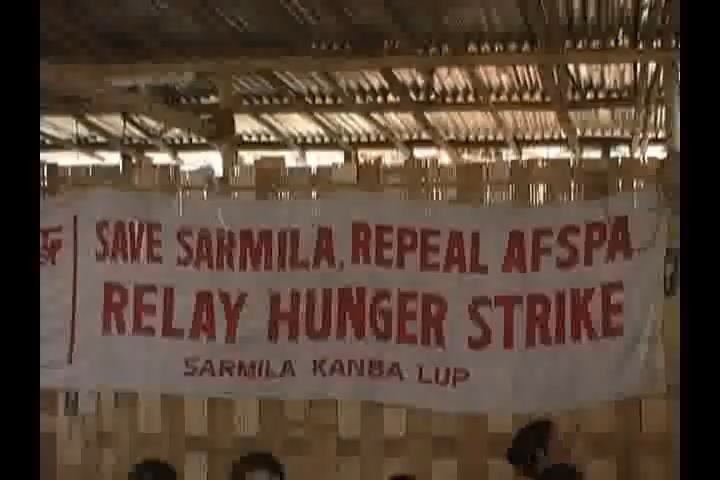 SAVE SARMILA, REPEAL AFSPA
RELAY HUNGER STRIKE
SARMILA KANBA LUP